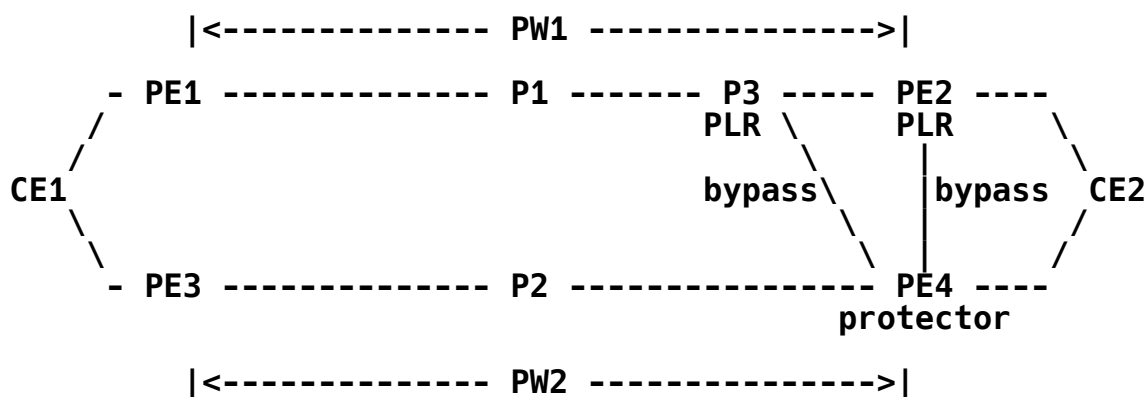 |<-------------- PW1 --------------->|
- PE1 -------------- P1 ------- P3 ----- PE2 ----
PLR PLR
CE1 bypass bypass CE2
- PE3 -------------- P2 ---------------- PE4 ----
protector
|<-------------- PW2 --------------->|